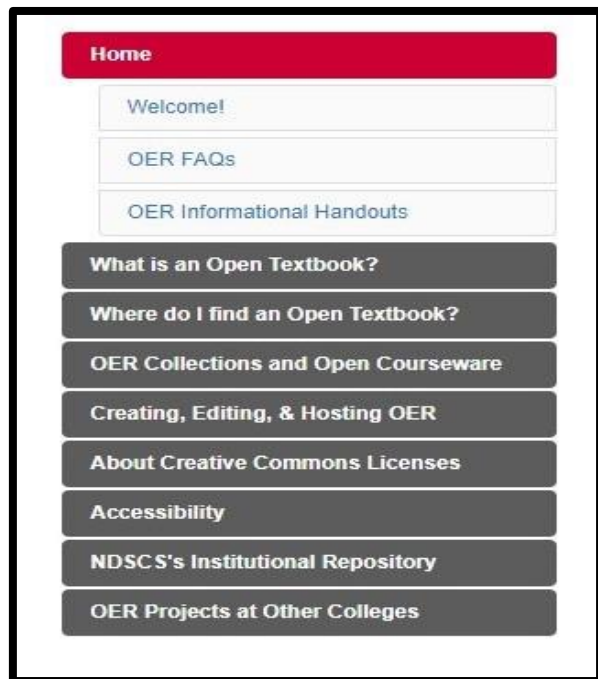 Home
Welcome!
OER FAQs
OER Informational Handouts
What is an Open Textbook?
Where do I find an Open Textbook?
OER Collections and Open Courseware
Creating, Editing, & Hosting OER
About Creative Commons Licenses
Accessibility
NDSCS's Institutional Repository
OER Projects at Other Colleges